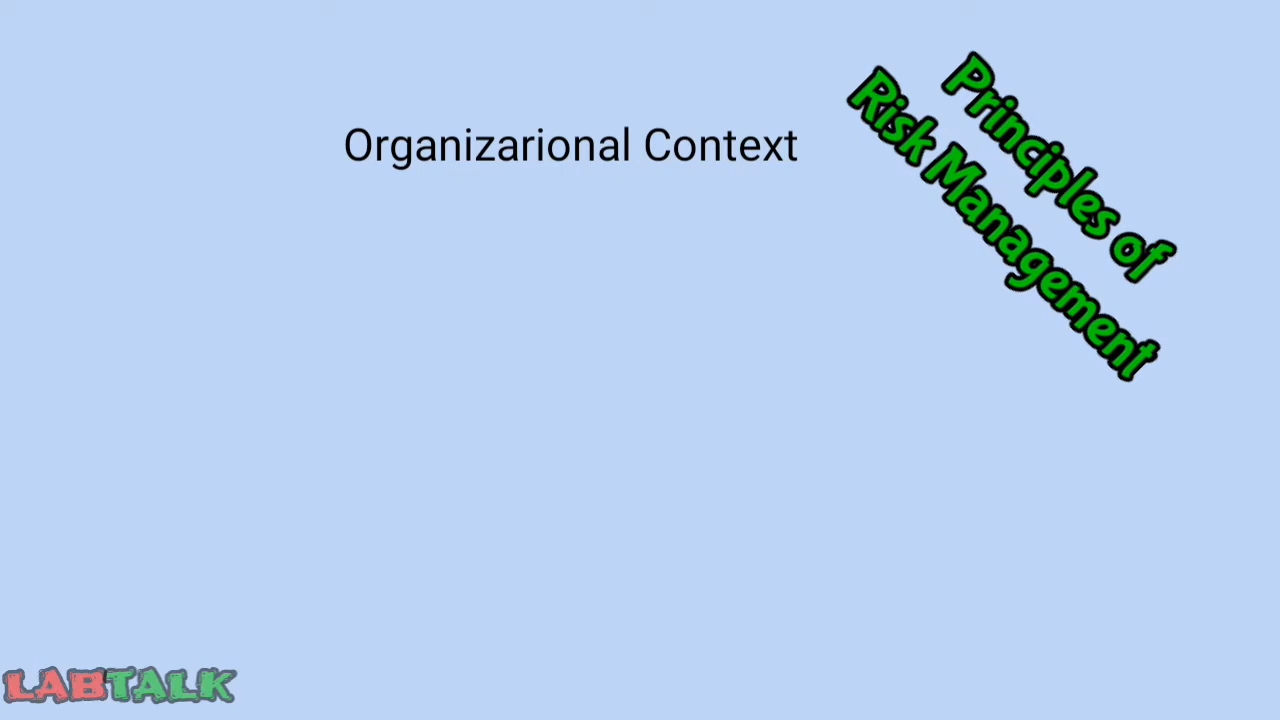 Organizarional Context
Principles of
Risk Management
LABTALK